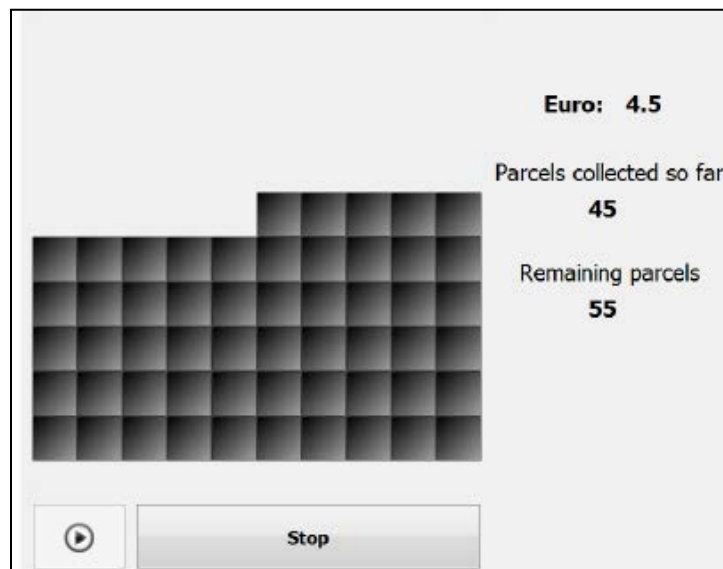 Euro: 4.5
Parcels collected so far
45
Remaining parcels
55
Stop